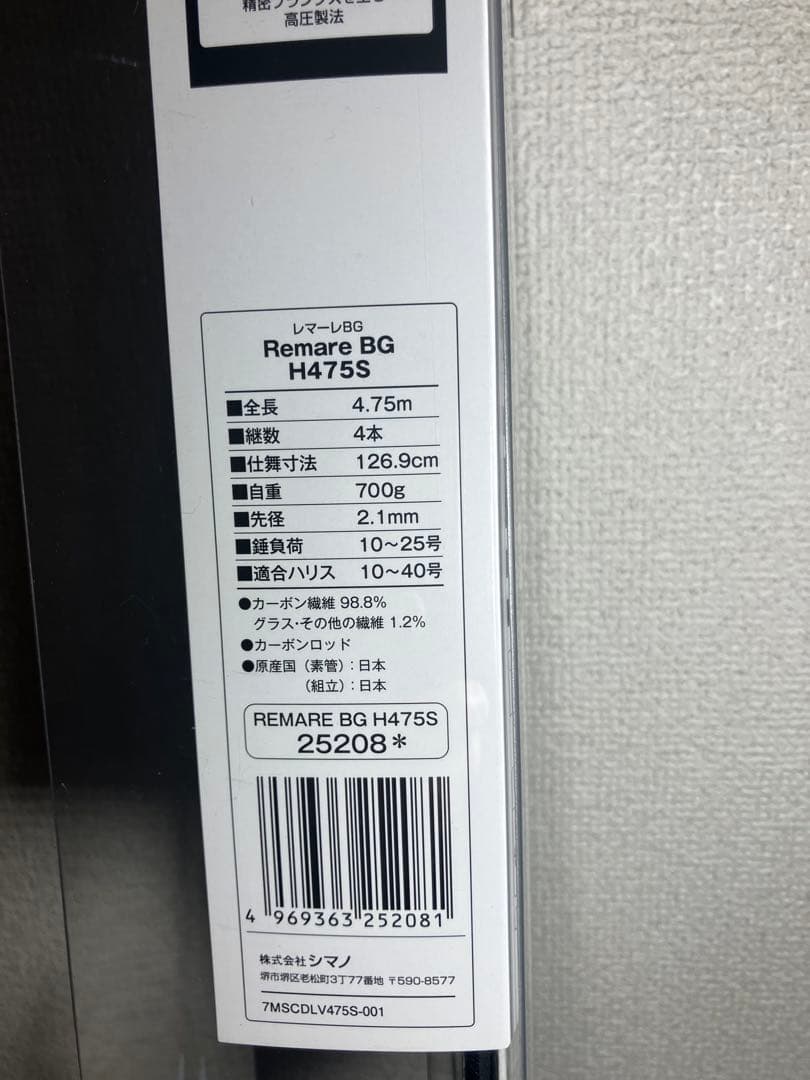 高圧製法
レマーレBG
Remare BG
H475S
■全長 4.75m
■継数 4本
■仕舞寸法 126.9cm
■自重 700g
■先径 2.1mm
■錘負荷 10～25号
■適合ハリス 10～40号
●カーボン繊維 98.8%
グラス・その他の繊維 1.2%
●カーボンロッド
●原産国（素管）：日本
（組立）：日本
REMARE BG H475S
25208*
4 969363 252081
株式会社 シマノ
堺市堺区老松町3丁77番地 〒590-8577
7MSCDLV475S-001